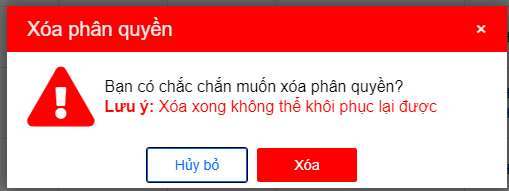 Xóa phân quyền ×
Bạn có chắc chắn muốn xóa phân quyền?
Lưu ý: Xóa xong không thể khôi phục lại được
Hủy bỏ Xóa